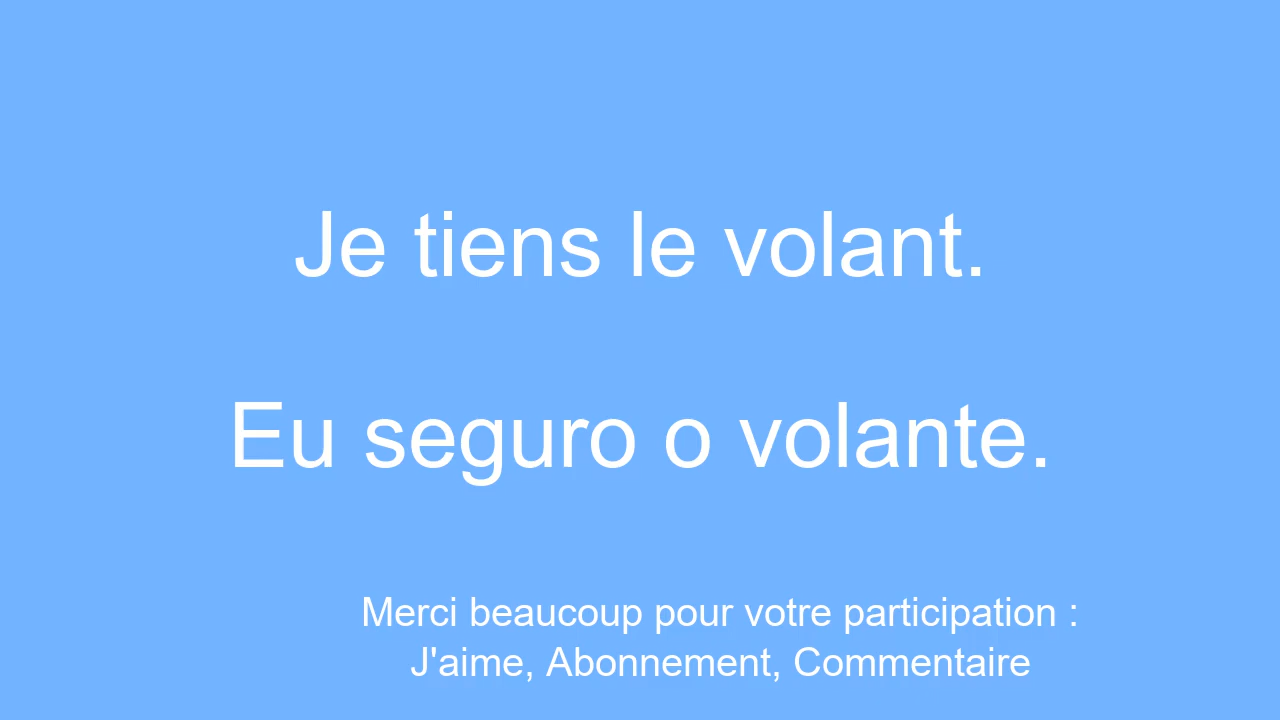 Je tiens le volant.
Eu seguro o volante.
Merci beaucoup pour votre participation :
J'aime, Abonnement, Commentaire